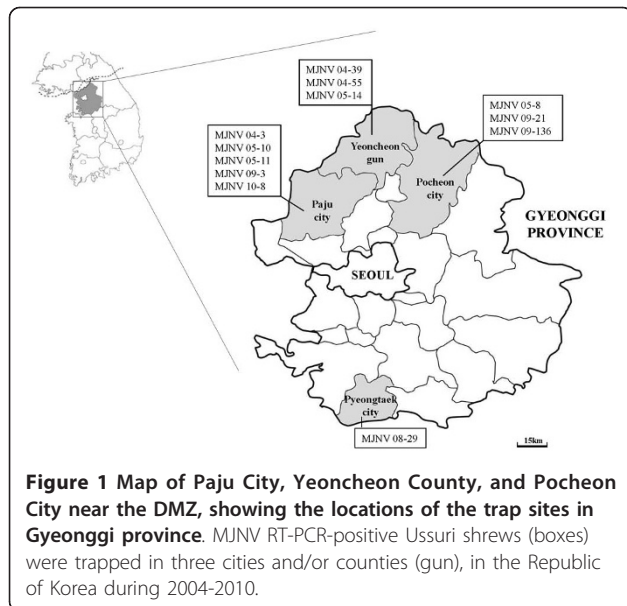 MJNV 04-39
MJNV 04-55
MJNV 05-14
MJNV 05-8
MJNV 09-21
MJNV 09-136
MJNV 04-3
MJNV 05-10
MJNV 05-11
MJNV 09-3
MJNV 10-8
Yeoncheon
gun
Pocheon
city
Paju
city
GYEONGGI
PROVINCE
SEOUL
Pyeongtaek
city
MJNV 08-29
15km
Figure 1 Map of Paju City, Yeoncheon County, and Pocheon
City near the DMZ, showing the locations of the trap sites in
Gyeonggi province. MJNV RT-PCR-positive Ussuri shrews (boxes)
were trapped in three cities and/or counties (gun), in the Republic
of Korea during 2004-2010.